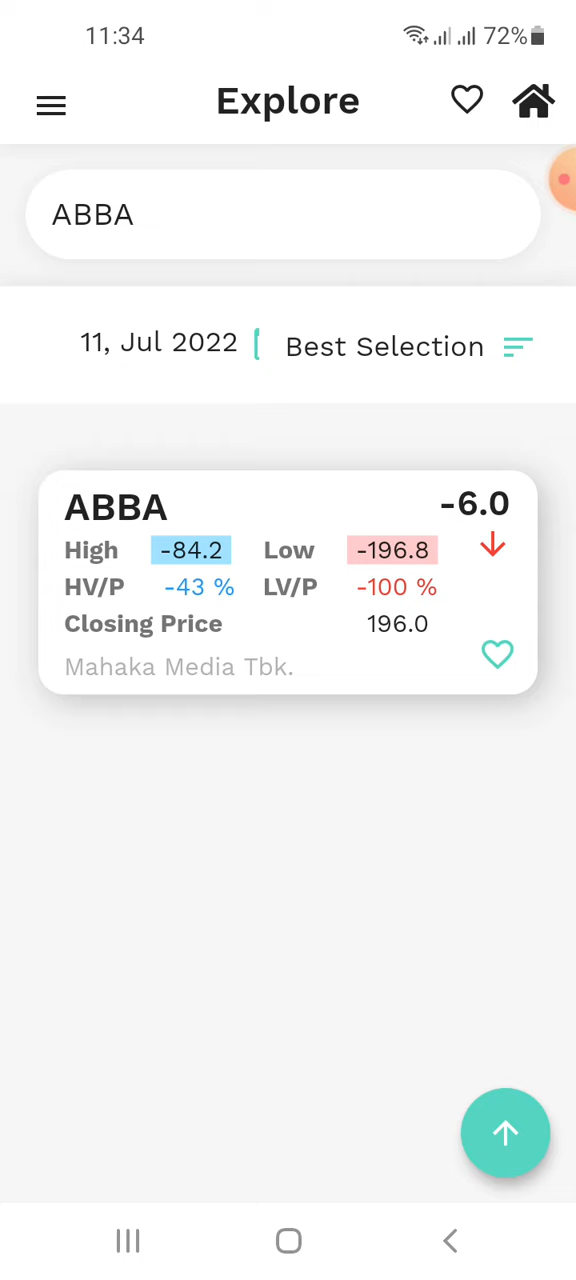 11:34 72%
Explore
ABBA
11, Jul 2022 Best Selection
ABBA -6.0
High -84.2 Low -196.8
HV/P -43 % LV/P -100 %
Closing Price 196.0
Mahaka Media Tbk.